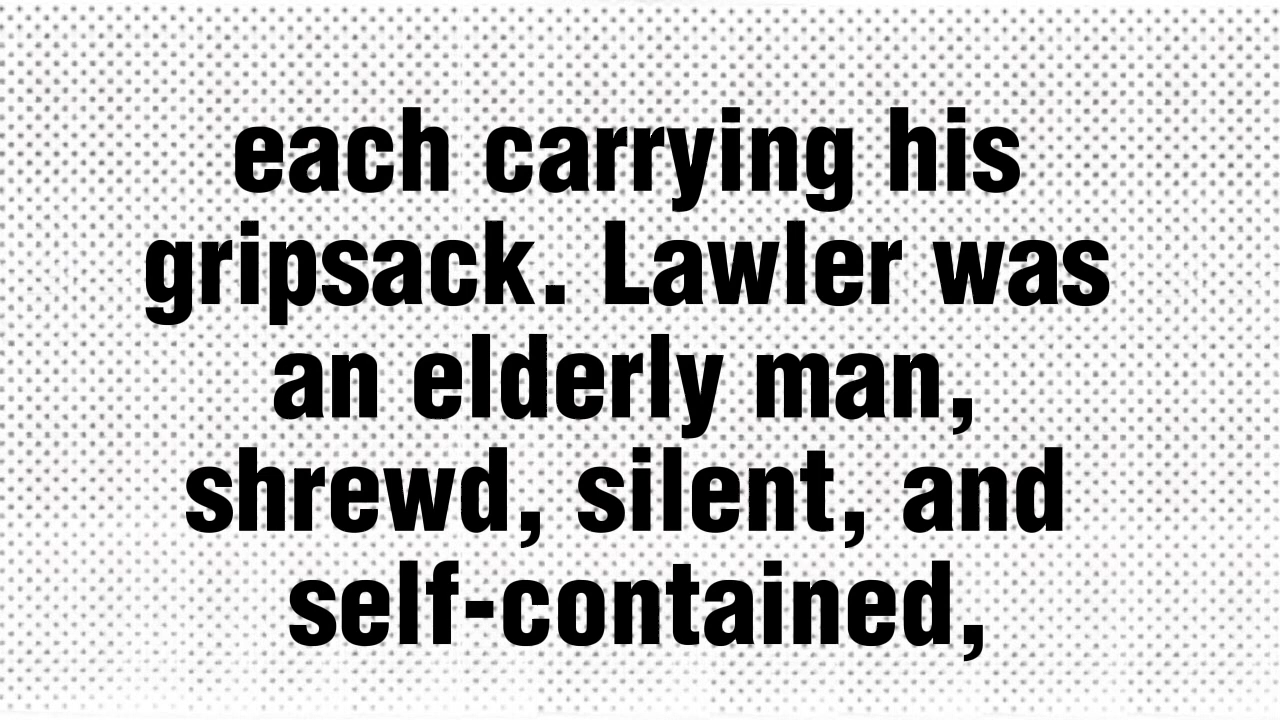 each carrying his
gripsack. Lawler was
an elderly man,
shrewd, silent, and
self-contained,